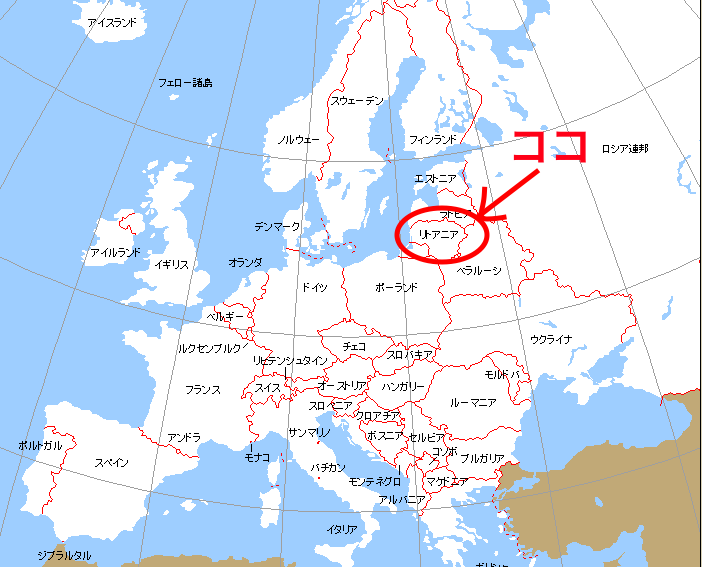 アイスランド
フェロー諸島
スウェーデン
ノルウェー
フィンランド
ココ
ロシア連邦
エストニア
ラトビア
リトアニア
デンマーク
アイルランド
イギリス
オランダ
ベラルーシ
ドイツ
ポーランド
ベルギー
ウクライナ
ルクセンブルク
チェコ
スロバキア
リヒテンシュタイン
モルドバ
フランス
スイス
オーストリア
ハンガリー
ルーマニア
スロベニア
クロアチア
アンドラ
サンマリノ
ボスニア
セルビア
ポルトガル
スペイン
モナコ
コソボ
ブルガリア
バチカン
モンテネグロ
マケドニア
アルバニア
イタリア
ジブラルタル